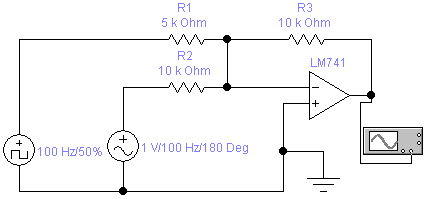 R1
5 k Ohm
R3
10 k Ohm
R2
10 k Ohm
LM741
100 Hz/50%
1 V/100 Hz/180 Deg